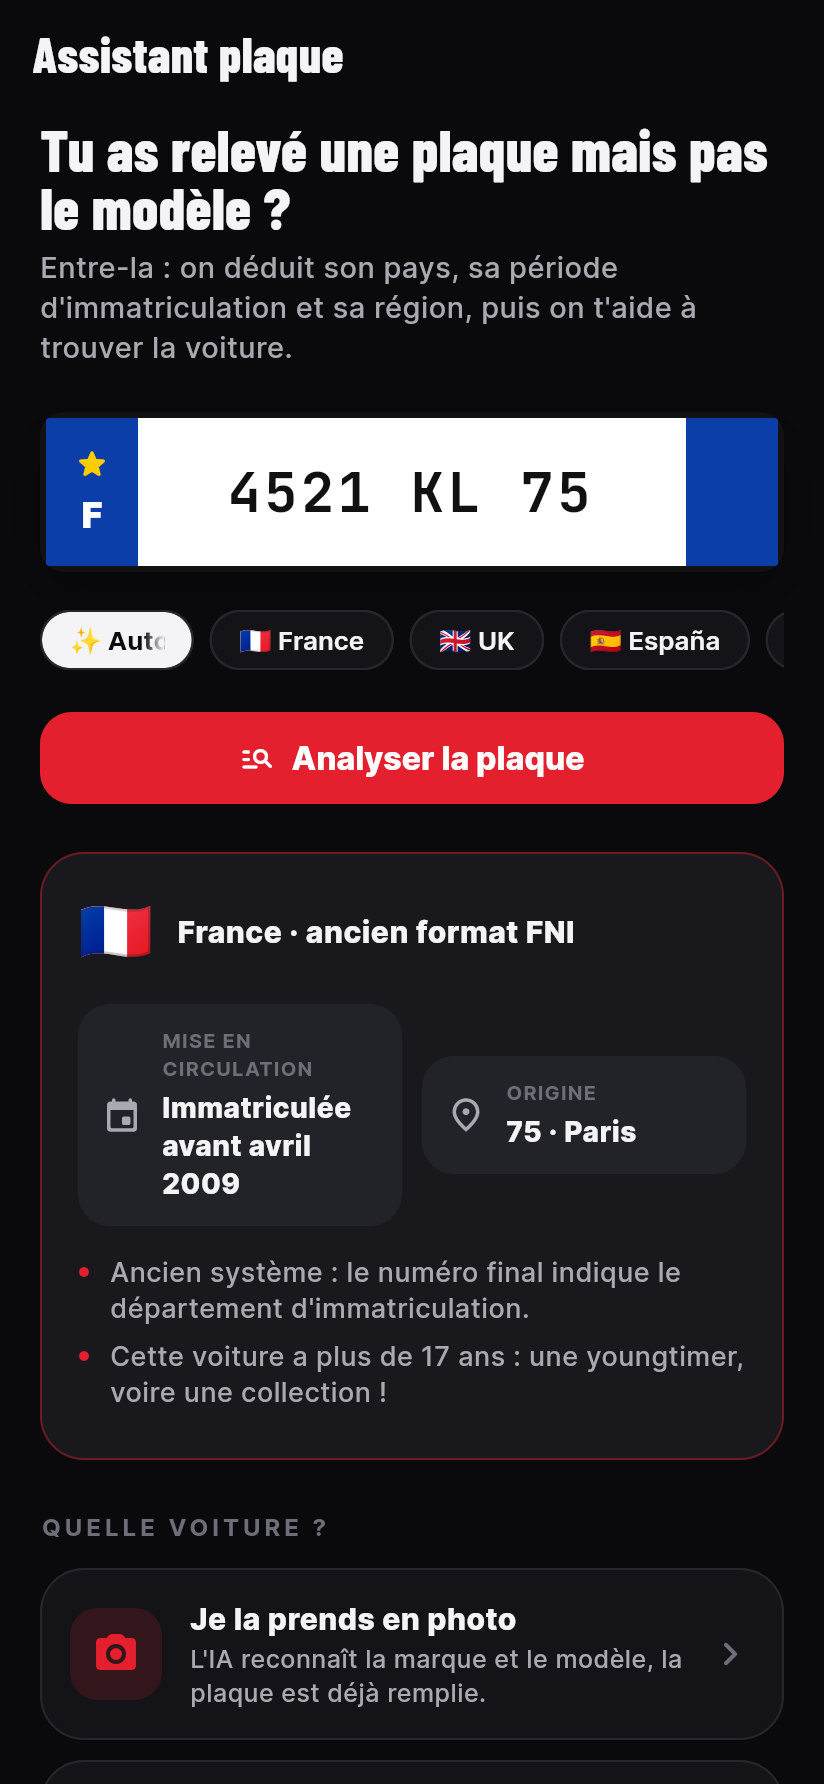 Assistant plaque
Tu as relevé une plaque mais pas
le modèle ?
Entre-la : on déduit son pays, sa période
d'immatriculation et sa région, puis on t'aide à
trouver la voiture.
F
4521 KL 75
✨ Auto
🇫🇷 France
🇬🇧 UK
🇪🇸 España
Analyser la plaque
France · ancien format FNI
MISE EN
CIRCULATION
Immatriculée
avant avril
2009
ORIGINE
75 · Paris
Ancien système : le numéro final indique le
département d'immatriculation.
Cette voiture a plus de 17 ans : une youngtimer,
voire une collection !
QUELLE VOITURE ?
Je la prends en photo
L'IA reconnaît la marque et le modèle, la
plaque est déjà remplie.